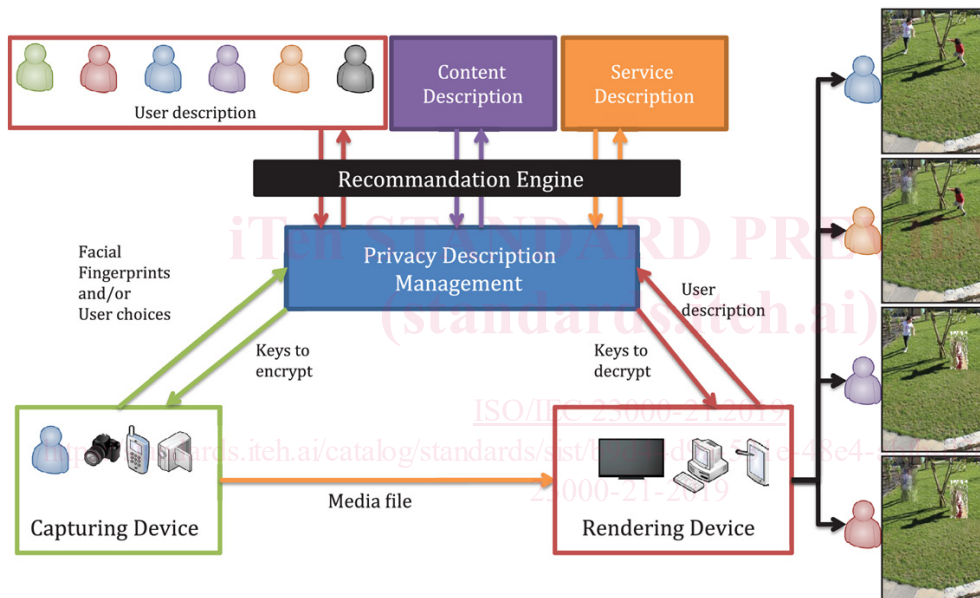 User description
Content
Description
Service
Description
Recommandation Engine
Privacy Description
Management
Facial
Fingerprints
and/or
User choices
Keys to
encrypt
Keys to
decrypt
User
description
Capturing Device
Media file
Rendering Device
iTeh STANDARD PREVIEW
(standards.iteh.ai)
ISO/IEC 23000-21:2019
23000-21-2019